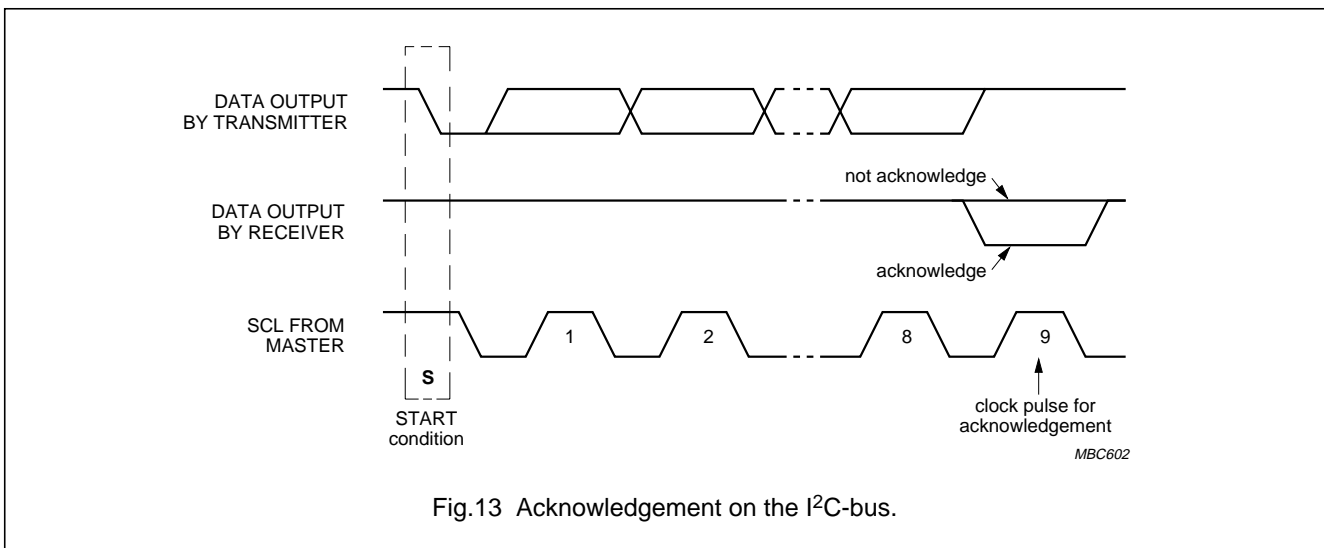 DATA OUTPUT
BY TRANSMITTER
not acknowledge
DATA OUTPUT
BY RECEIVER
acknowledge
SCL FROM
MASTER
1
2
8
9
S
START
condition
clock pulse for
acknowledgement
MBC602
Fig.13 Acknowledgement on the I²C-bus.